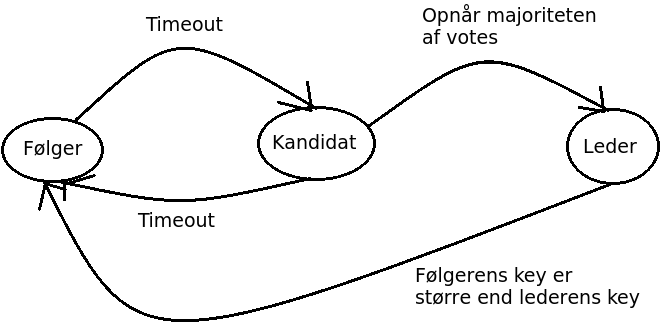 Timeout
Opnår majoriteten
af votes
Følger
Kandidat
Leder
Timeout
Følgerens key er
større end lederens key